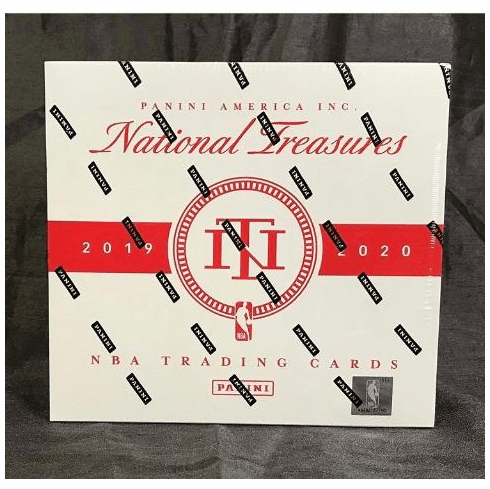 PANINI AMERICA INC.
National Treasures
2019 2020
NT
NBA TRADING CARDS
PANINI